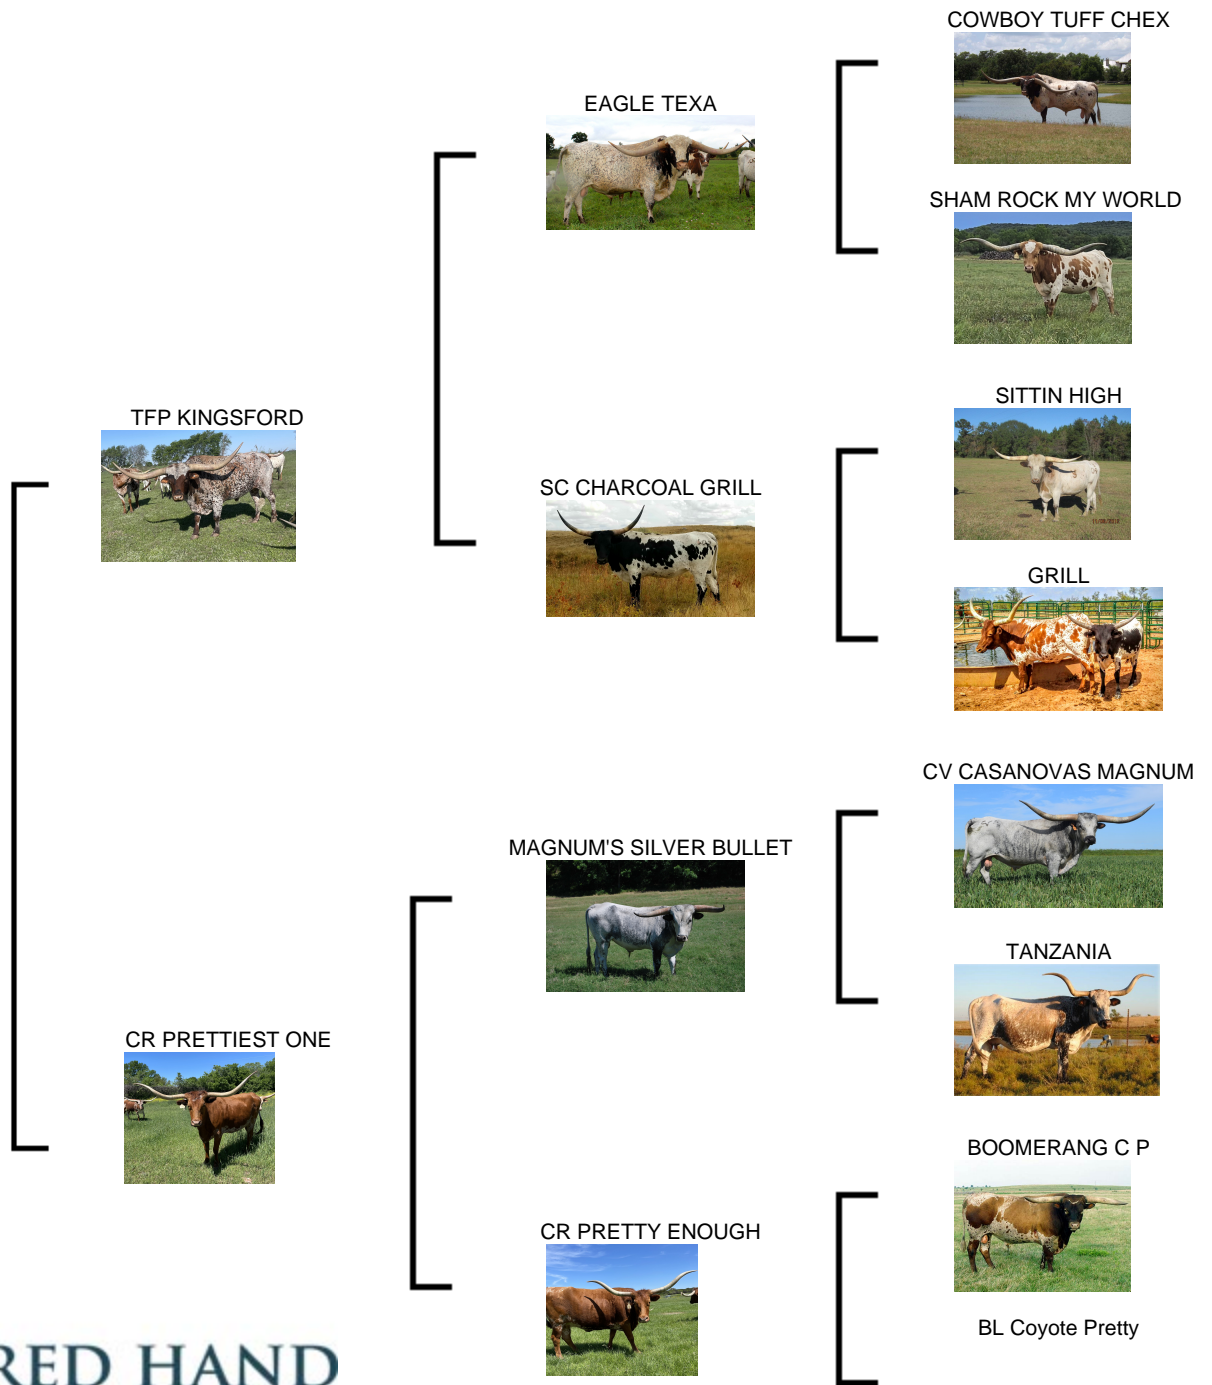 COWBOY TUFF CHEX
EAGLE TEXA
SHAM ROCK MY WORLD
TFP KINGSFORD
SITTIN HIGH
SC CHARCOAL GRILL
GRILL
CV CASANOVAS MAGNUM
MAGNUM'S SILVER BULLET
TANZANIA
CR PRETTIEST ONE
BOOMERANG C P
CR PRETTY ENOUGH
BL Coyote Pretty
RED HAND